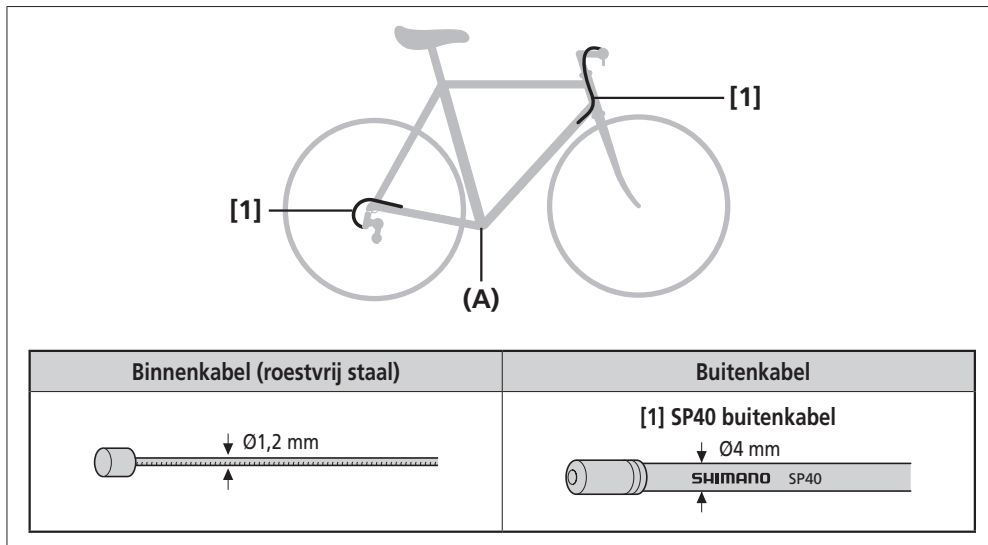 [1]
[1]
(A)
Binnenkabel (roestvrij staal)
Buitenkabel
Ø1,2 mm
[1] SP40 buitenkabel
Ø4 mm
SHIMANO SP40